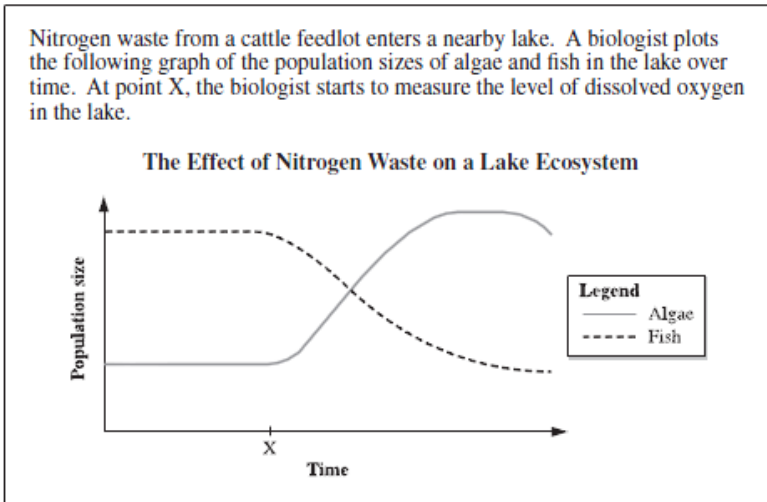 Nitrogen waste from a cattle feedlot enters a nearby lake. A biologist plots
the following graph of the population sizes of algae and fish in the lake over
time. At point X, the biologist starts to measure the level of dissolved oxygen
in the lake.
The Effect of Nitrogen Waste on a Lake Ecosystem
Population size
Legend
Algae
Fish
X
Time